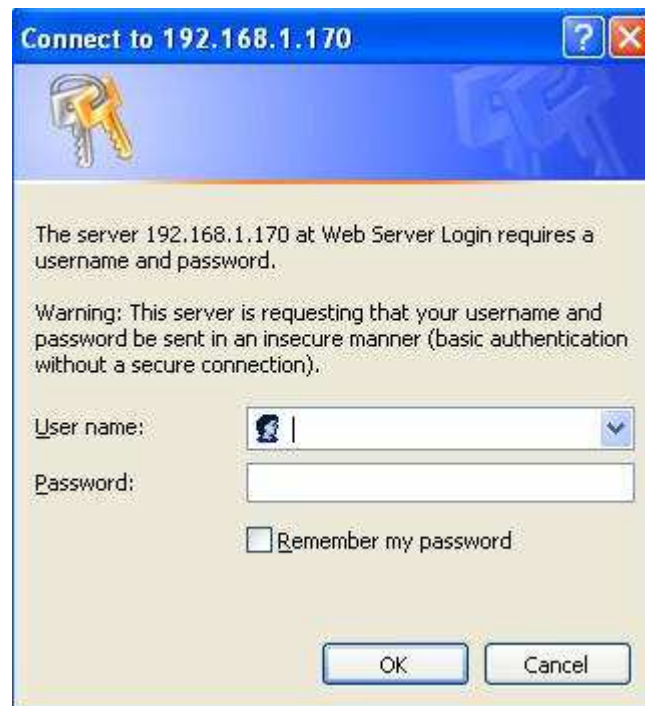 Connect to 192.168.1.170
The server 192.168.1.170 at Web Server Login requires a
username and password.
Warning: This server is requesting that your username and
password be sent in an insecure manner (basic authentication
without a secure connection).
User name:
Password:
Remember my password
OK
Cancel